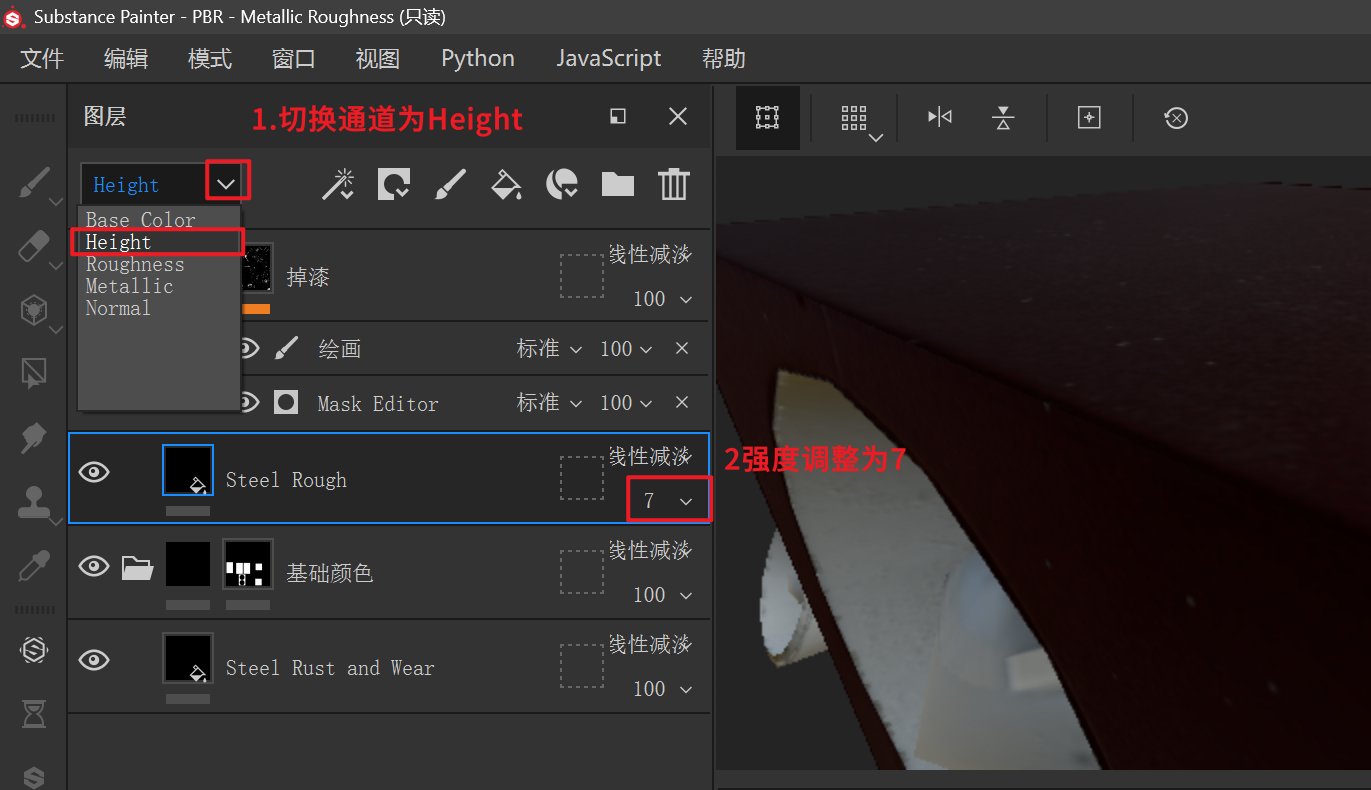 Substance Painter - PBR - Metallic Roughness (只读)
文件 编辑 模式 窗口 视图 Python JavaScript 帮助
图层
1.切换通道为Height
Height
Base Color
Height
Roughness
Metallic
Normal
线性减淡
掉漆
100
绘画 标准 100
Mask Editor 标准 100
线性减淡
Steel Rough
7
2强度调整为7
线性减淡
基础颜色
100
线性减淡
Steel Rust and Wear
100